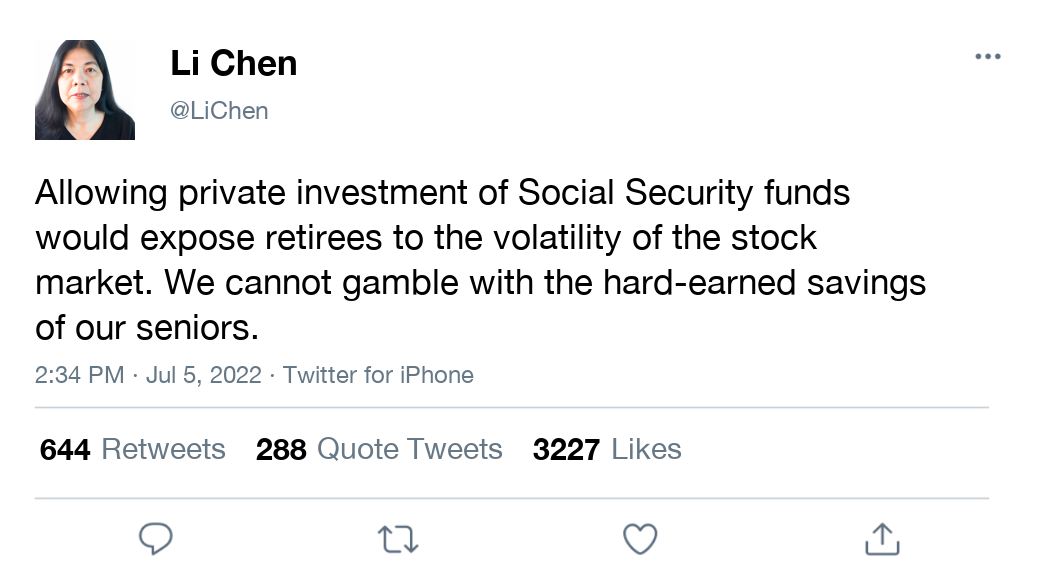 Li Chen
@LiChen
Allowing private investment of Social Security funds
would expose retirees to the volatility of the stock
market. We cannot gamble with the hard-earned savings
of our seniors.
2:34 PM · Jul 5, 2022 · Twitter for iPhone
644 Retweets 288 Quote Tweets 3227 Likes